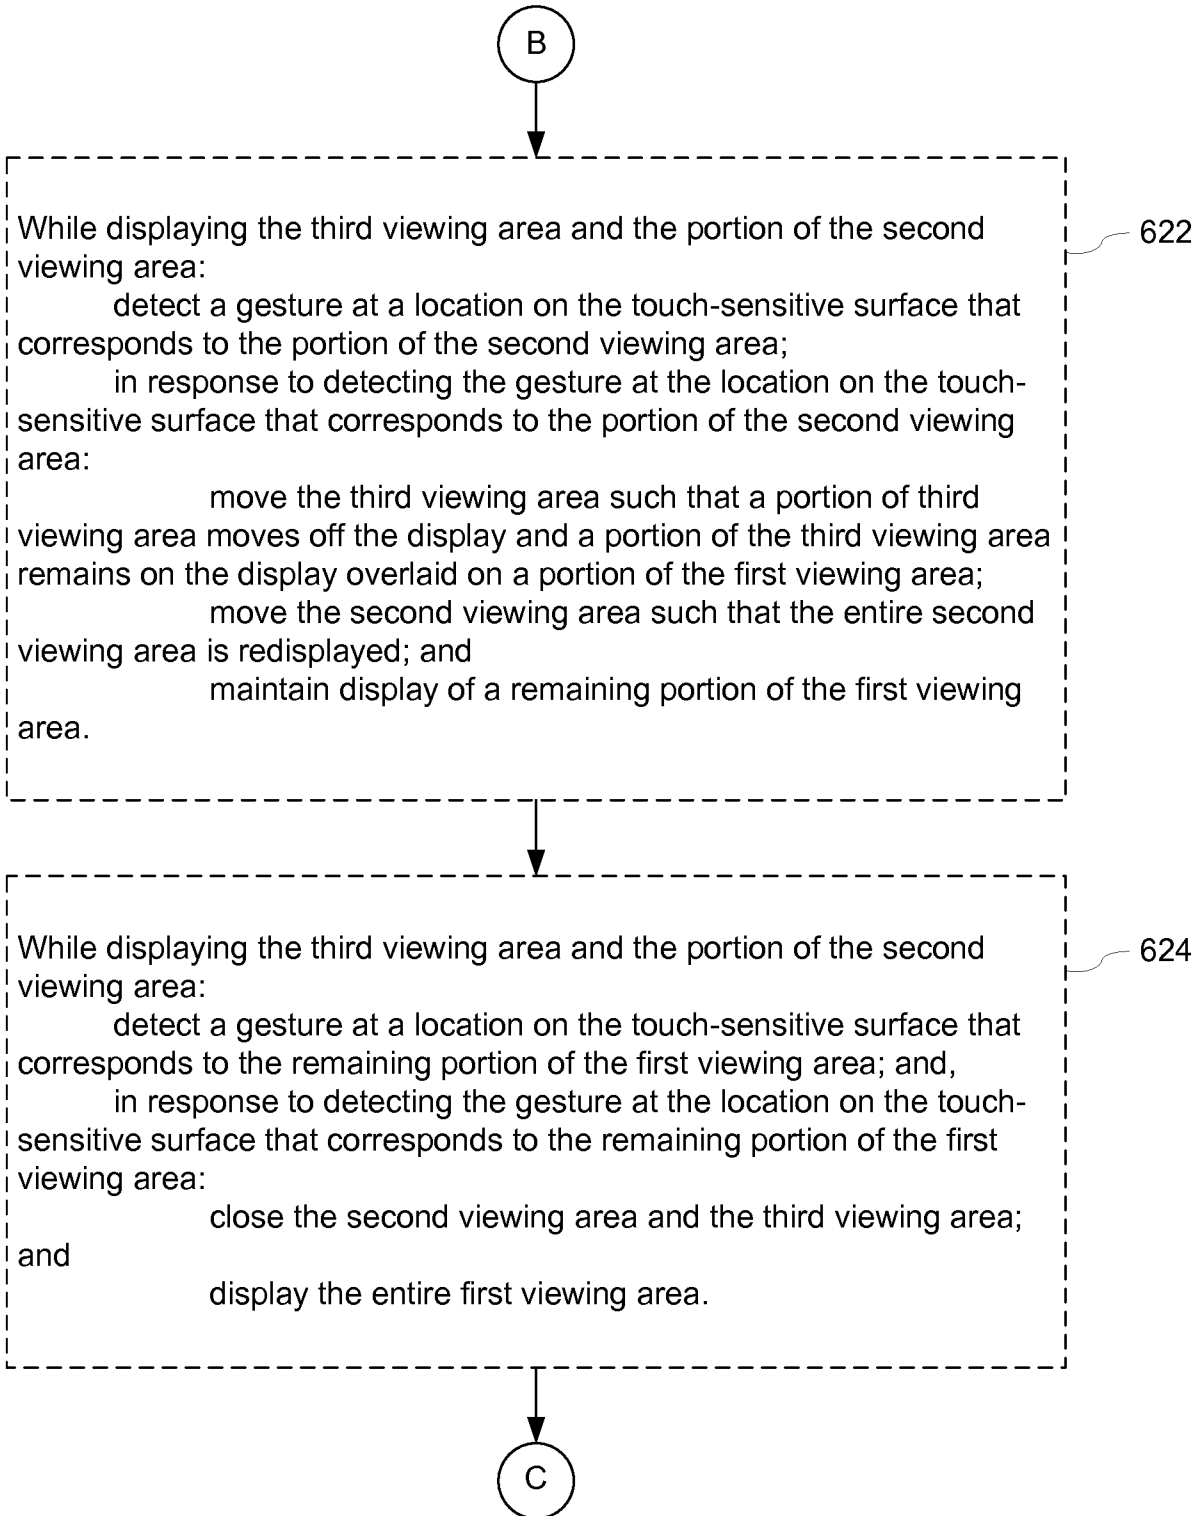 B
While displaying the third viewing area and the portion of the second
viewing area:
622
detect a gesture at a location on the touch-sensitive surface that
corresponds to the portion of the second viewing area;
in response to detecting the gesture at the location on the touch-
sensitive surface that corresponds to the portion of the second viewing
area:
move the third viewing area such that a portion of third
viewing area moves off the display and a portion of the third viewing area
remains on the display overlaid on a portion of the first viewing area;
move the second viewing area such that the entire second
viewing area is redisplayed; and
maintain display of a remaining portion of the first viewing
area.
While displaying the third viewing area and the portion of the second
viewing area:
624
detect a gesture at a location on the touch-sensitive surface that
corresponds to the remaining portion of the first viewing area; and,
in response to detecting the gesture at the location on the touch-
sensitive surface that corresponds to the remaining portion of the first
viewing area:
close the second viewing area and the third viewing area;
and
display the entire first viewing area.
C